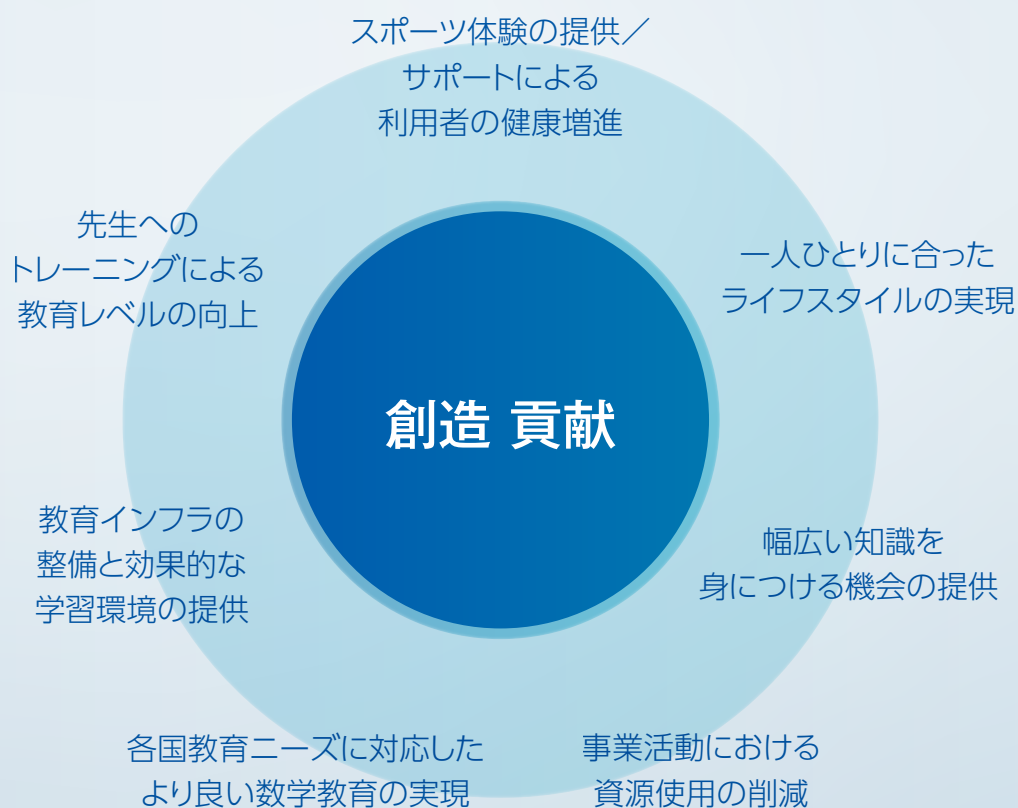 スポーツ体験の提供／
サポートによる
利用者の健康増進
先生への
トレーニングによる
教育レベルの向上
一人ひとりに合った
ライフスタイルの実現
創造 貢献
教育インフラの
整備と効果的な
学習環境の提供
幅広い知識を
身につける機会の提供
各国教育ニーズに対応した
より良い数学教育の実現
事業活動における
資源使用の削減